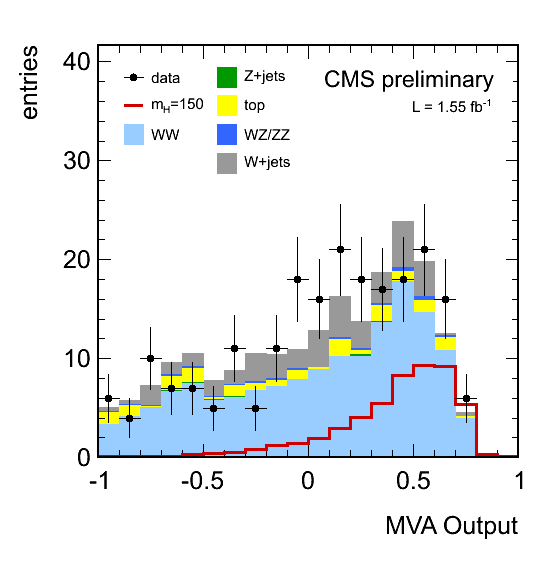 entries
40
30
20
10
0
-1 -0.5 0 0.5 1
MVA Output
CMS preliminary
L = 1.55 fb⁻¹
data
mH=150
WW
Z+jets
top
WZ/ZZ
W+jets